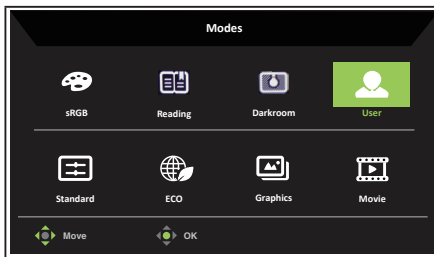 Modes
sRGB Reading Darkroom User
Standard ECO Graphics Movie
Move OK